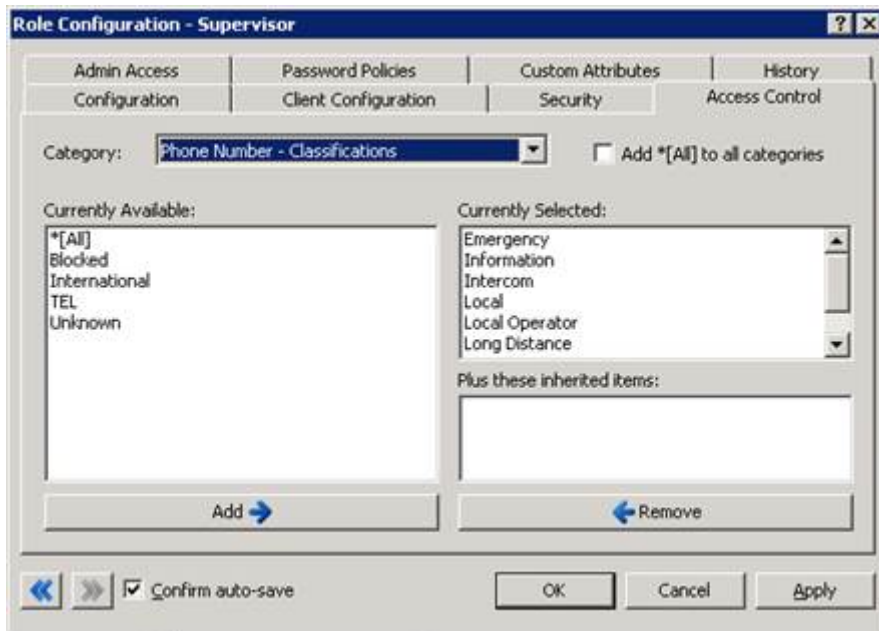 Role Configuration - Supervisor
Admin Access Password Policies Custom Attributes History
Configuration Client Configuration Security Access Control
Category: Phone Number - Classifications Add *[All] to all categories
Currently Available: Currently Selected:
*[All]
Blocked
International
TEL
Unknown
Emergency
Information
Intercom
Local
Local Operator
Long Distance
Plus these inherited items:
Add Remove
Confirm auto-save OK Cancel Apply